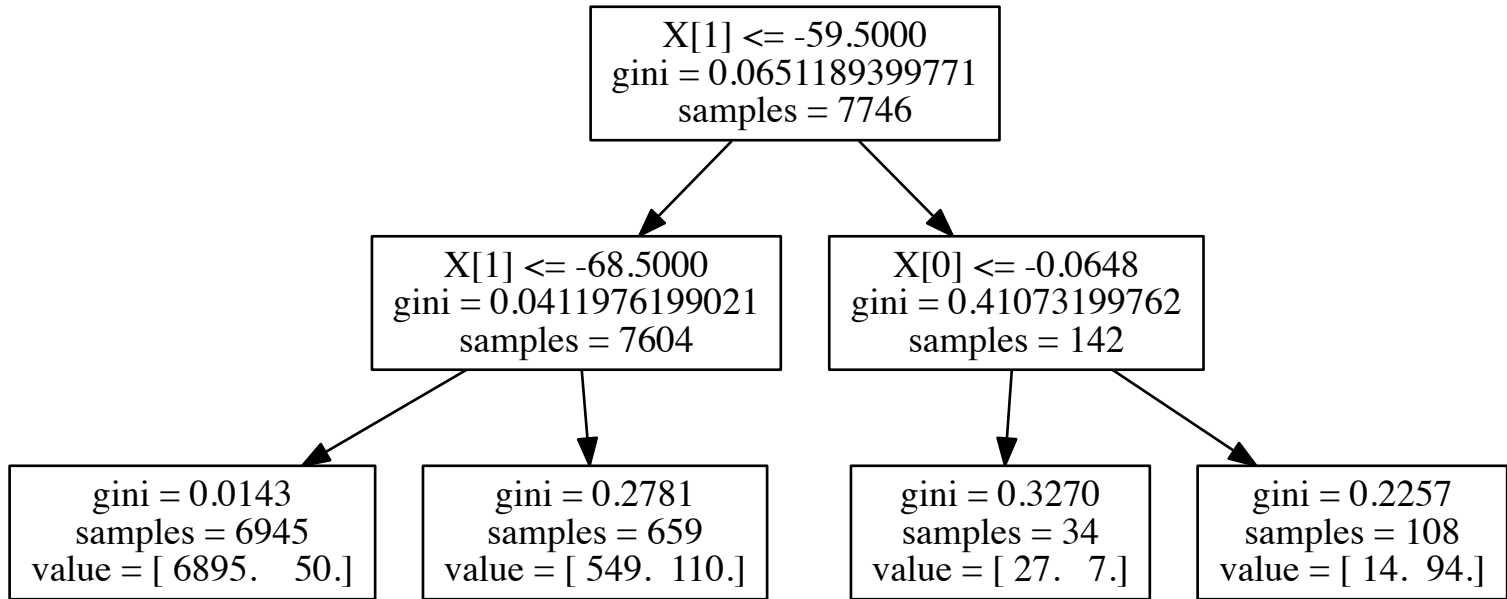 X[1] <= -59.5000
gini = 0.0651189399771
samples = 7746
X[1] <= -68.5000
gini = 0.0411976199021
samples = 7604
X[0] <= -0.0648
gini = 0.41073199762
samples = 142
gini = 0.0143
samples = 6945
value = [ 6895.    50.]
gini = 0.2781
samples = 659
value = [ 549.  110.]
gini = 0.3270
samples = 34
value = [ 27.   7.]
gini = 0.2257
samples = 108
value = [ 14.  94.]